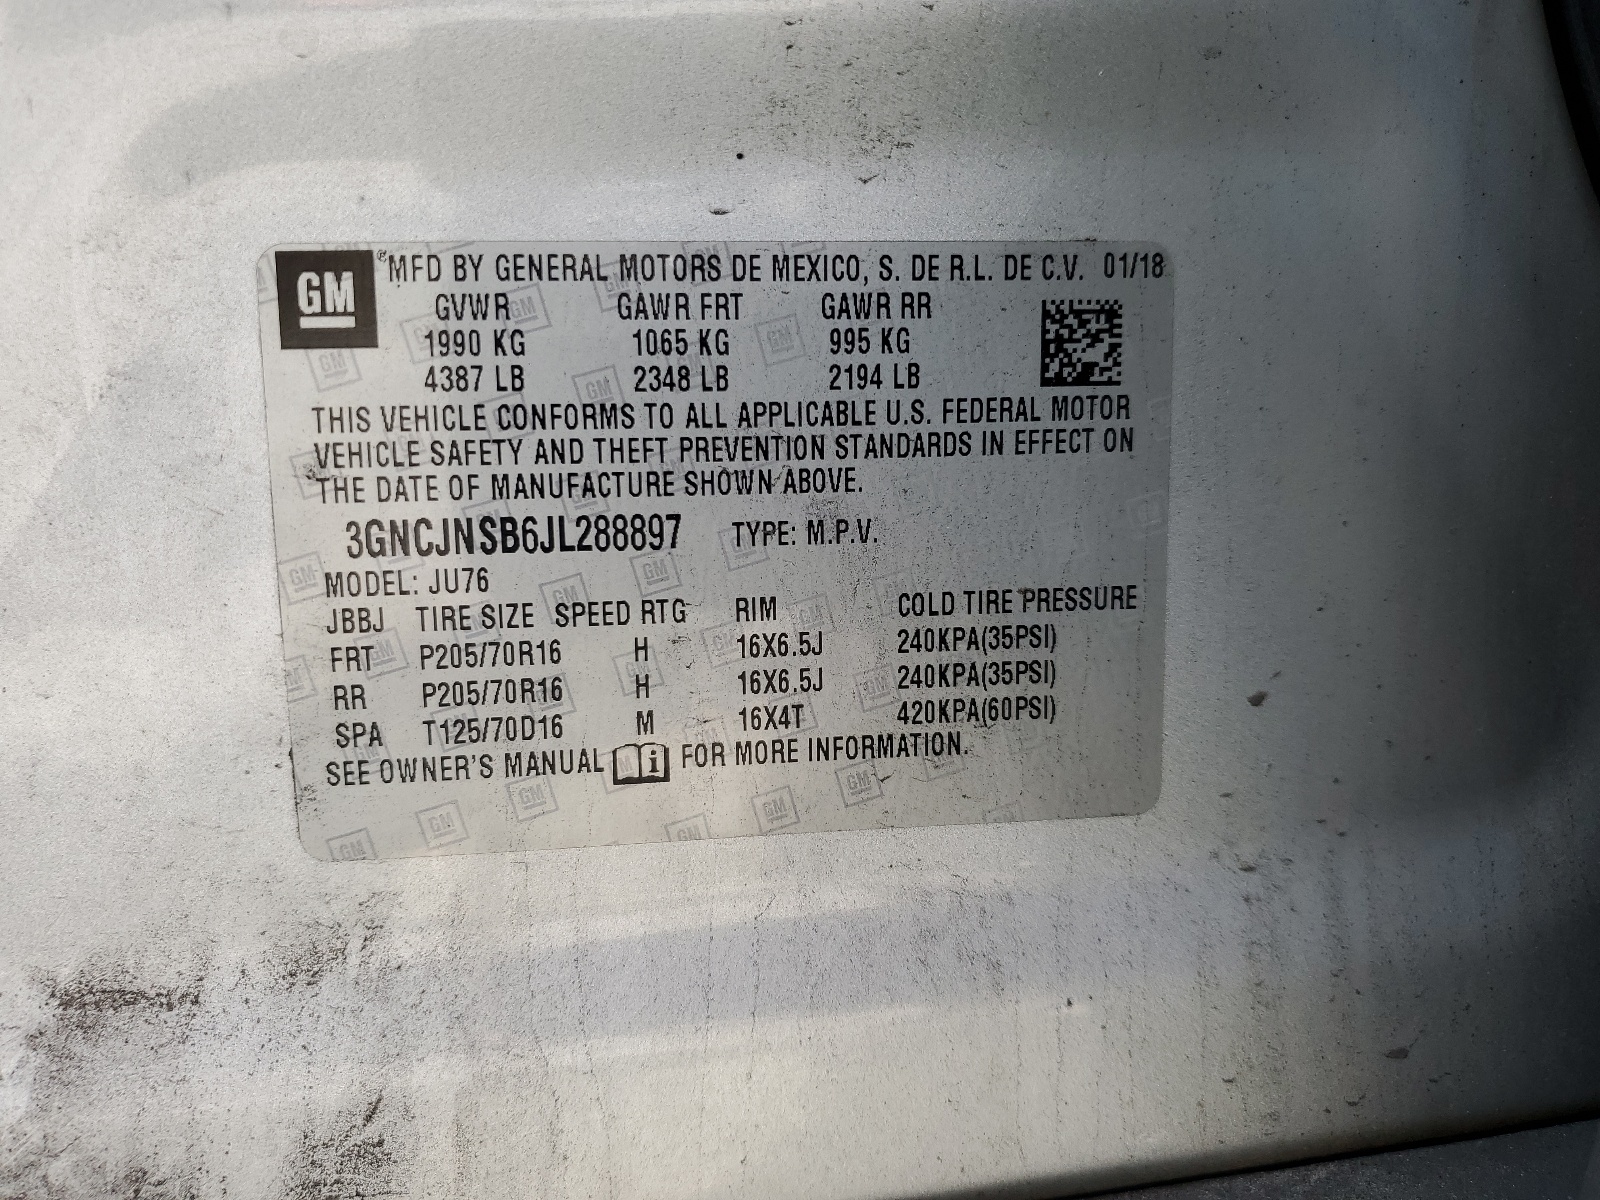 GM ® MFD BY GENERAL MOTORS DE MEXICO, S. DE R.L. DE C.V. 01/18
GVWR GAWR FRT GAWR RR
1990 KG 1065 KG 995 KG
4387 LB 2348 LB 2194 LB
THIS VEHICLE CONFORMS TO ALL APPLICABLE U.S. FEDERAL MOTOR
VEHICLE SAFETY AND THEFT PREVENTION STANDARDS IN EFFECT ON
THE DATE OF MANUFACTURE SHOWN ABOVE.
3GNCJNSB6JL288897 TYPE: M.P.V.
MODEL: JU76
JBBJ TIRE SIZE SPEED RTG RIM COLD TIRE PRESSURE
FRT P205/70R16 H 16X6.5J 240KPA(35PSI)
RR P205/70R16 H 16X6.5J 240KPA(35PSI)
SPA T125/70D16 M 16X4T 420KPA(60PSI)
SEE OWNER'S MANUAL i FOR MORE INFORMATION.